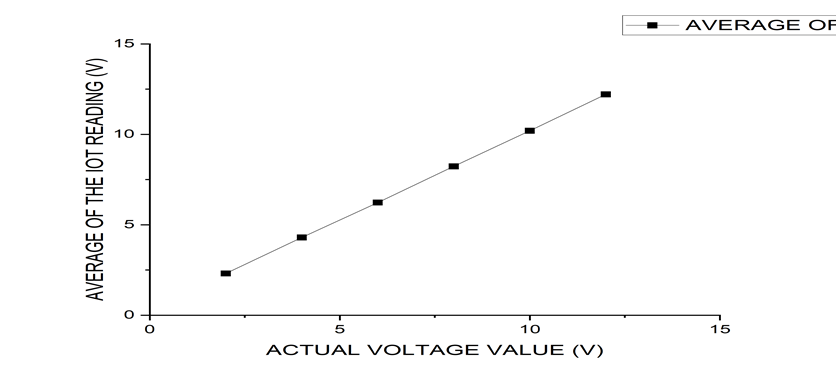 AVERAGE OF
15
10
5
0
AVERAGE OF THE IOT READING (V)
0 5 10 15
ACTUAL VOLTAGE VALUE (V)